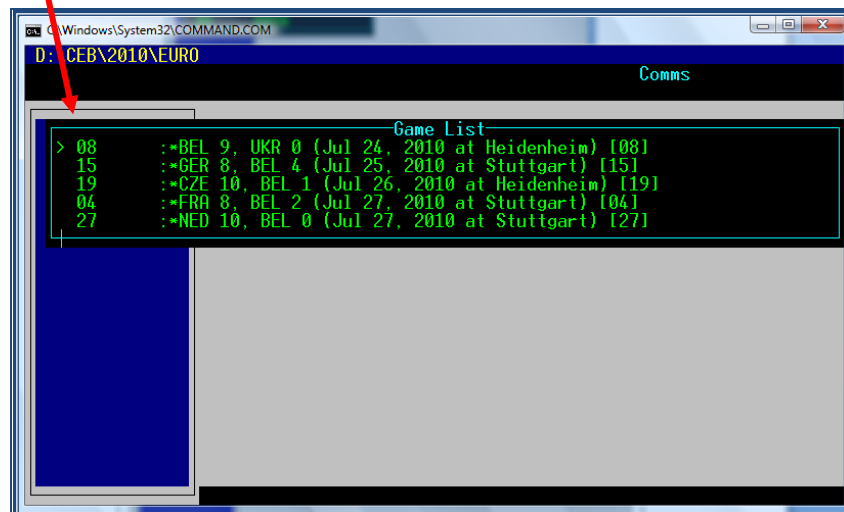 C:\Windows\System32\COMMAND.COM
D: CEB\2010\EURO
Comms
Game List
> 08 :*BEL 9, UKR 0 (Jul 24, 2010 at Heidenheim) [08]
15 :*GER 8, BEL 4 (Jul 25, 2010 at Stuttgart) [15]
19 :*CZE 10, BEL 1 (Jul 26, 2010 at Heidenheim) [19]
04 :*FRA 8, BEL 2 (Jul 27, 2010 at Stuttgart) [04]
27 :*NED 10, BEL 0 (Jul 27, 2010 at Stuttgart) [27]